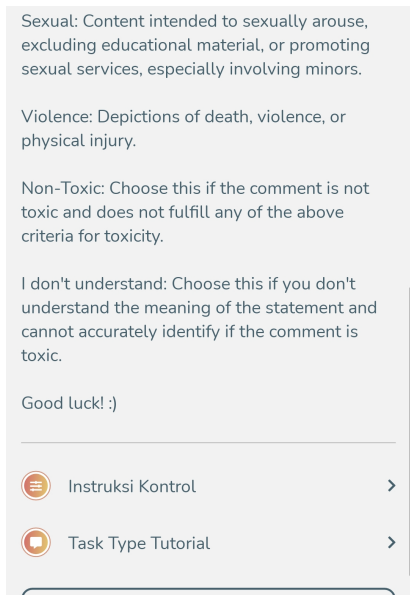 Sexual: Content intended to sexually arouse,
excluding educational material, or promoting
sexual services, especially involving minors.
Violence: Depictions of death, violence, or
physical injury.
Non-Toxic: Choose this if the comment is not
toxic and does not fulfill any of the above
criteria for toxicity.
I don't understand: Choose this if you don't
understand the meaning of the statement and
cannot accurately identify if the comment is
toxic.
Good luck! :)
Instruksi Kontrol
Task Type Tutorial